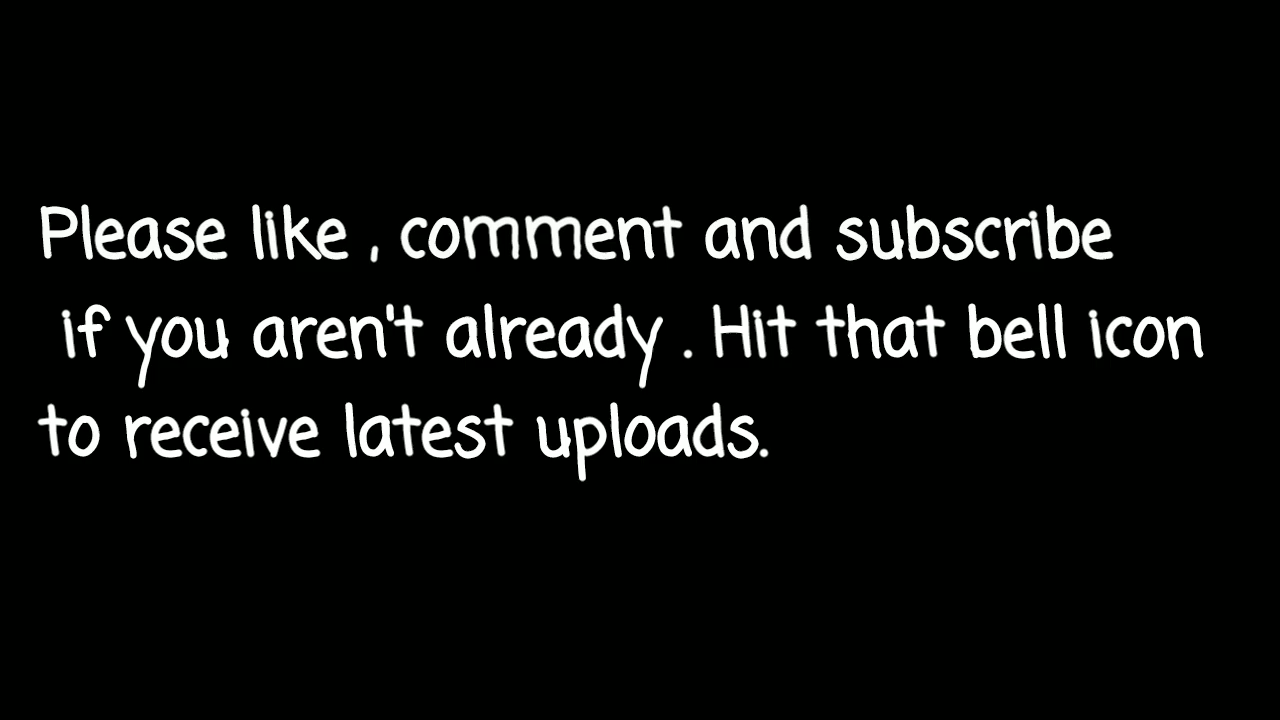 Please like , comment and subscribe
if you aren't already . Hit that bell icon
to receive latest uploads.